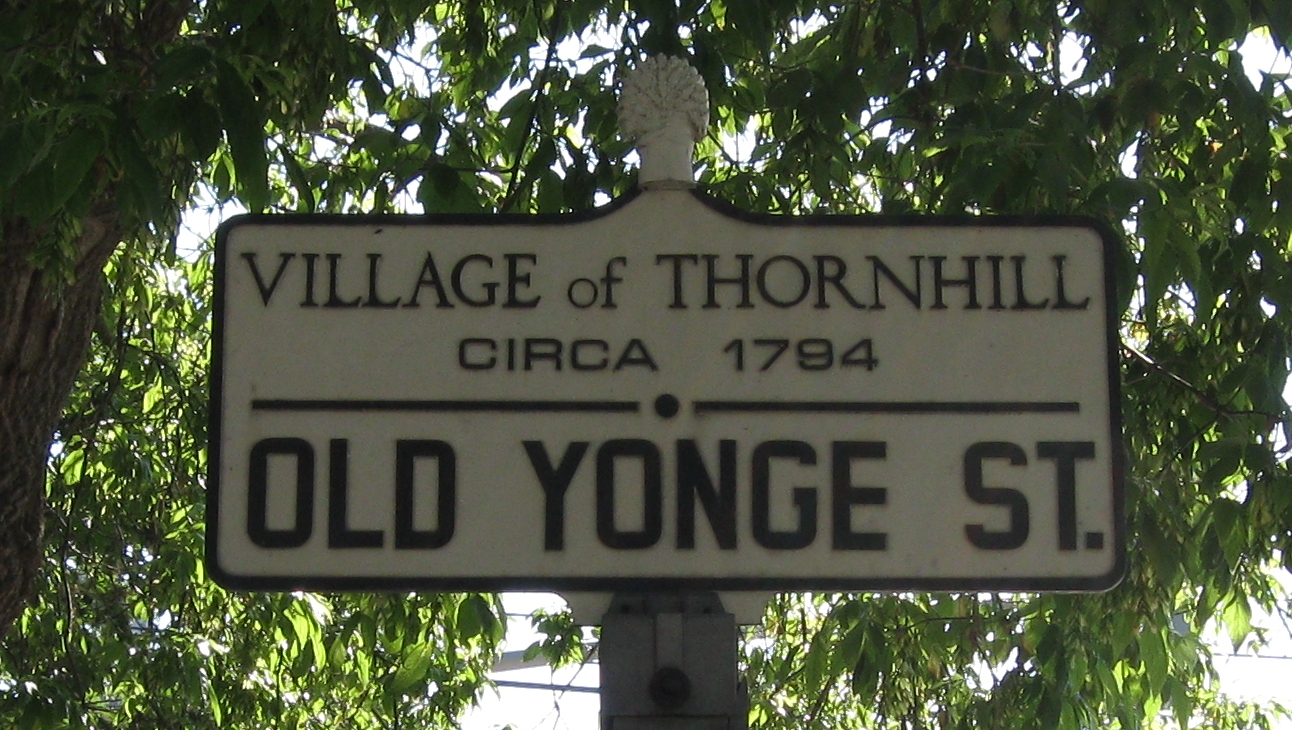 VILLAGE of THORNHILL
CIRCA 1794
OLD YONGE ST.